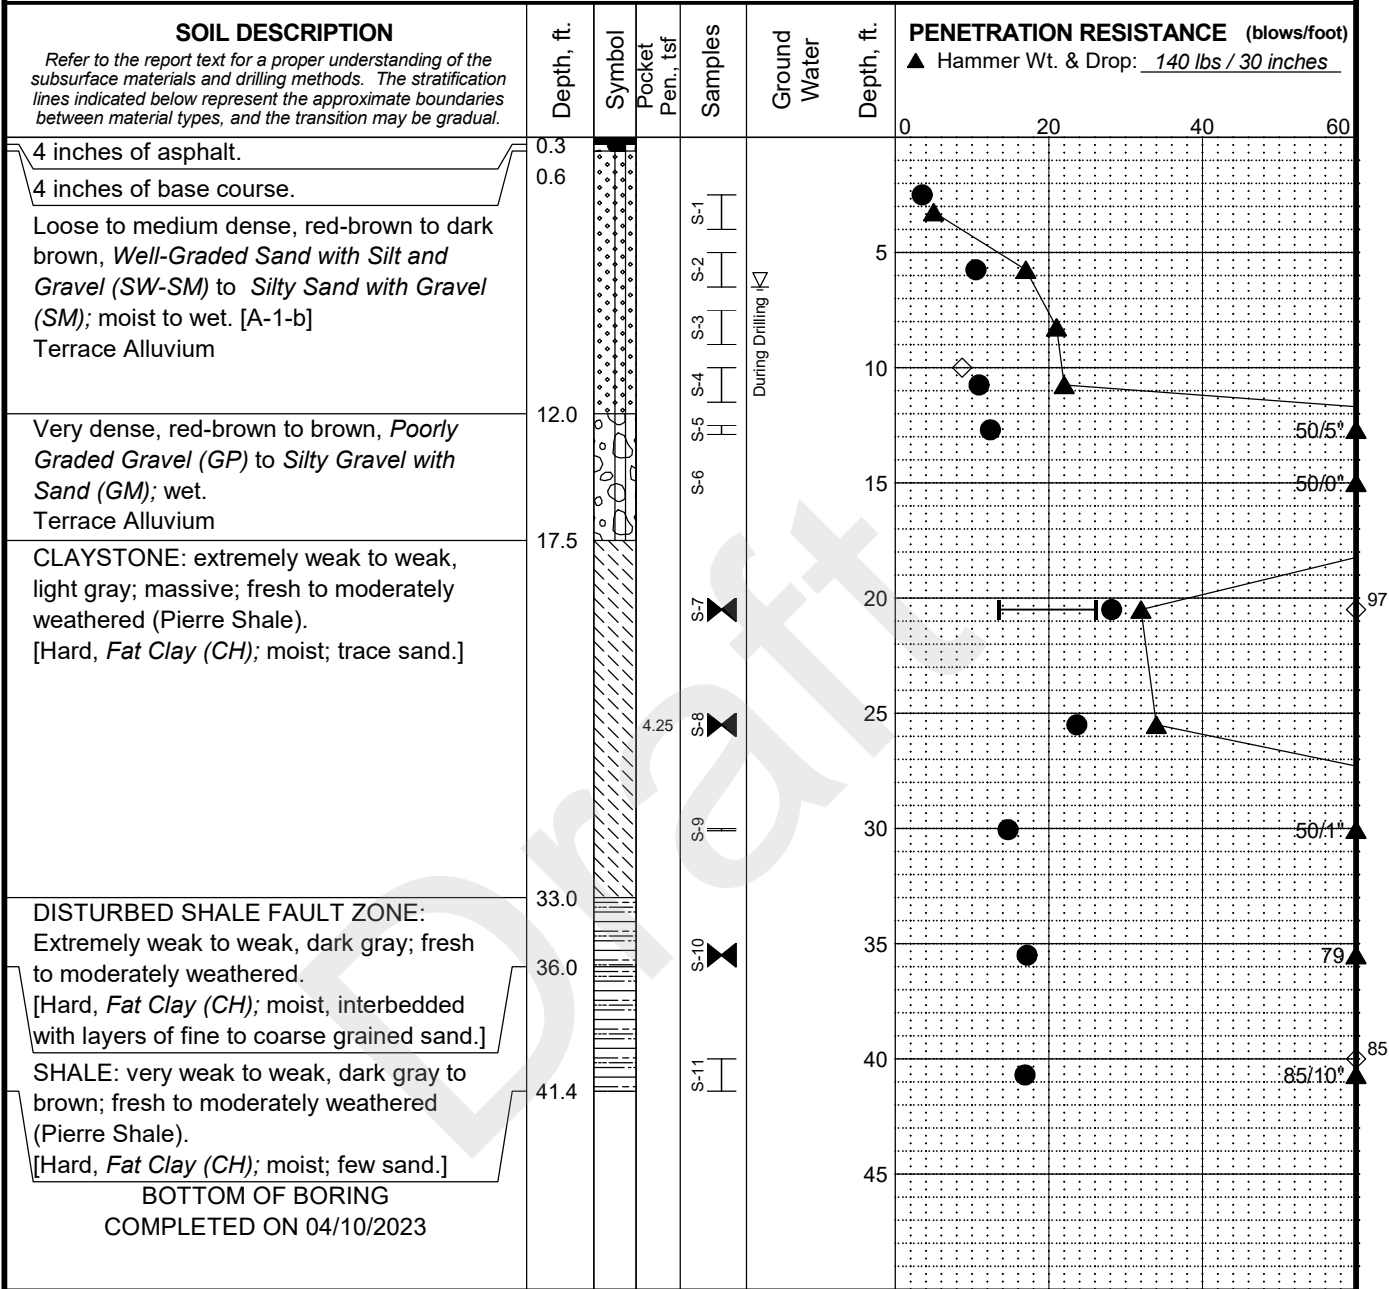 SOIL DESCRIPTION
Refer to the report text for a proper understanding of the
subsurface materials and drilling methods. The stratification
lines indicated below represent the approximate boundaries
between material types, and the transition may be gradual.
Depth, ft.
Symbol
Pocket
Pen., tsf
Samples
Ground
Water
Depth, ft.
PENETRATION RESISTANCE (blows/foot)
▲ Hammer Wt. & Drop: 140 lbs / 30 inches
0 20 40 60
4 inches of asphalt.
0.3
4 inches of base course.
0.6
Loose to medium dense, red-brown to dark
brown, Well-Graded Sand with Silt and
Gravel (SW-SM) to Silty Sand with Gravel
(SM); moist to wet. [A-1-b]
Terrace Alluvium
12.0
Very dense, red-brown to brown, Poorly
Graded Gravel (GP) to Silty Gravel with
Sand (GM); wet.
Terrace Alluvium
17.5
CLAYSTONE: extremely weak to weak,
light gray; massive; fresh to moderately
weathered (Pierre Shale).
[Hard, Fat Clay (CH); moist; trace sand.]
33.0
DISTURBED SHALE FAULT ZONE:
Extremely weak to weak, dark gray; fresh
to moderately weathered.
36.0
[Hard, Fat Clay (CH); moist, interbedded
with layers of fine to coarse grained sand.]
SHALE: very weak to weak, dark gray to
brown; fresh to moderately weathered
(Pierre Shale).
41.4
[Hard, Fat Clay (CH); moist; few sand.]
BOTTOM OF BORING
COMPLETED ON 04/10/2023
4.25
S-1
S-2
S-3
S-4
S-5
S-6
S-7
S-8
S-9
S-10
S-11
During Drilling
5
10
15
20
25
30
35
40
45
50/5"
50/0"
97
50/1"
79
85
85/10"
Draft